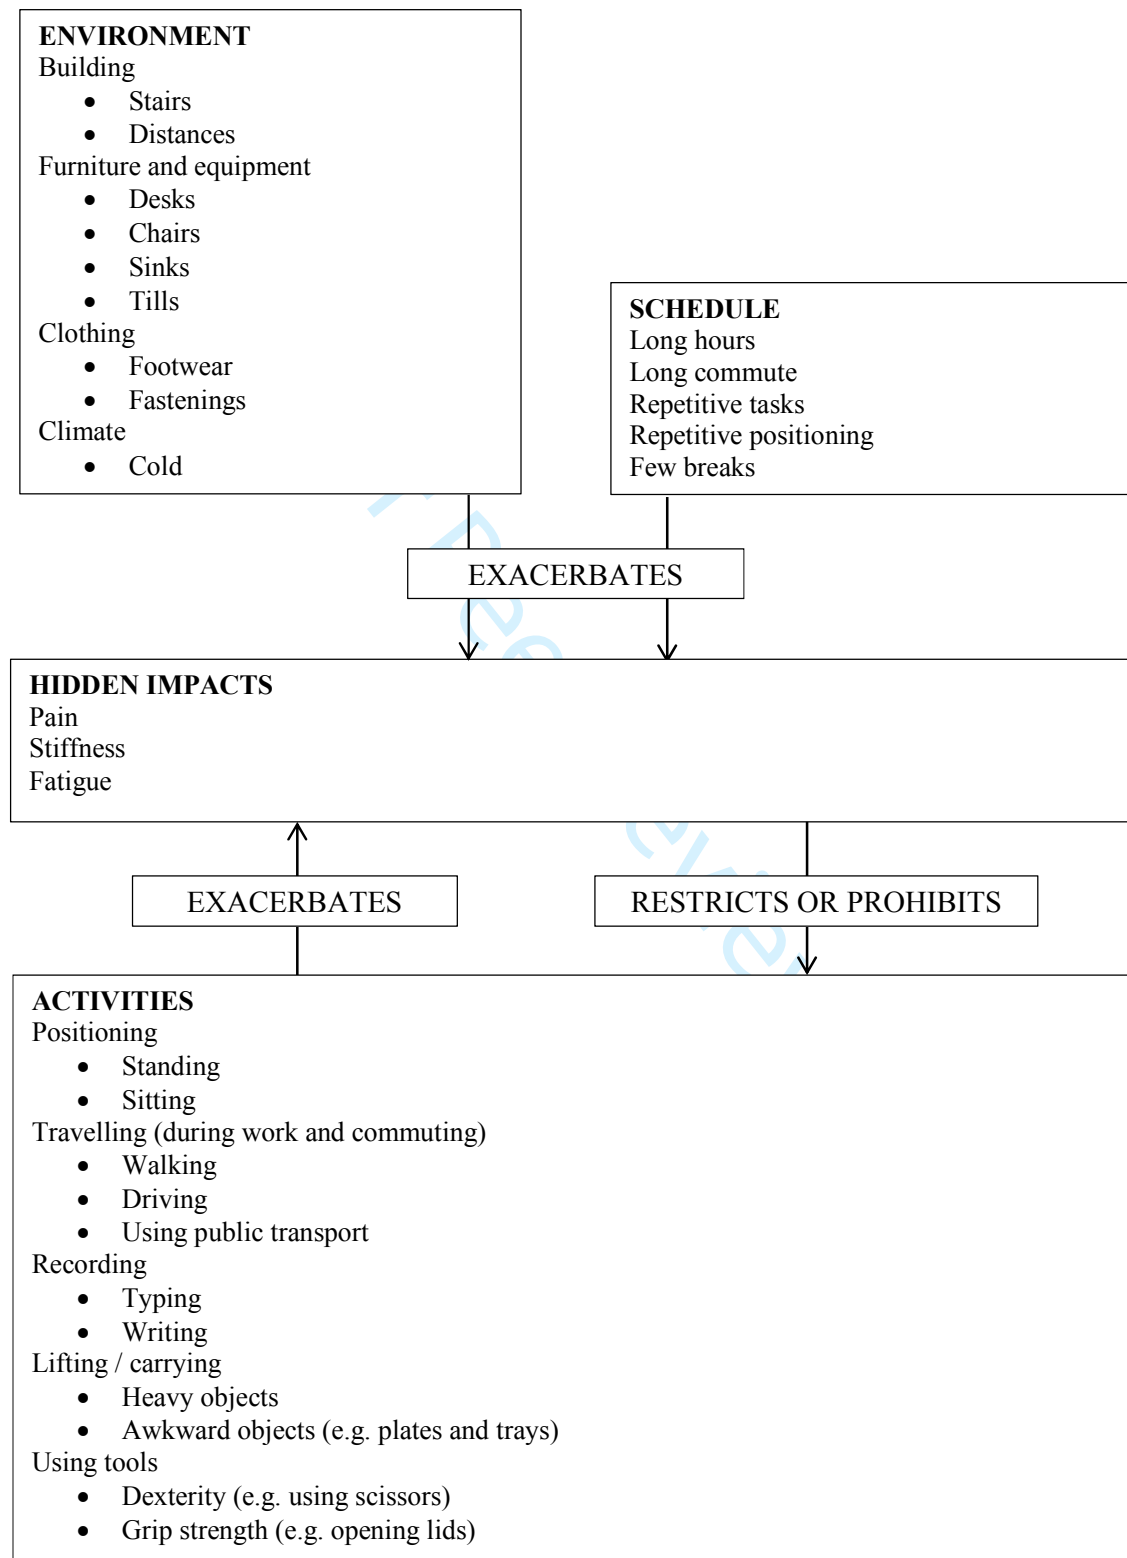 ENVIRONMENT
Building
• Stairs
• Distances
Furniture and equipment
• Desks
• Chairs
• Sinks
• Tills
Clothing
• Footwear
• Fastenings
Climate
• Cold
SCHEDULE
Long hours
Long commute
Repetitive tasks
Repetitive positioning
Few breaks
EXACERBATES
HIDDEN IMPACTS
Pain
Stiffness
Fatigue
EXACERBATES
RESTRICTS OR PROHIBITS
ACTIVITIES
Positioning
• Standing
• Sitting
Travelling (during work and commuting)
• Walking
• Driving
• Using public transport
Recording
• Typing
• Writing
Lifting / carrying
• Heavy objects
• Awkward objects (e.g. plates and trays)
Using tools
• Dexterity (e.g. using scissors)
• Grip strength (e.g. opening lids)